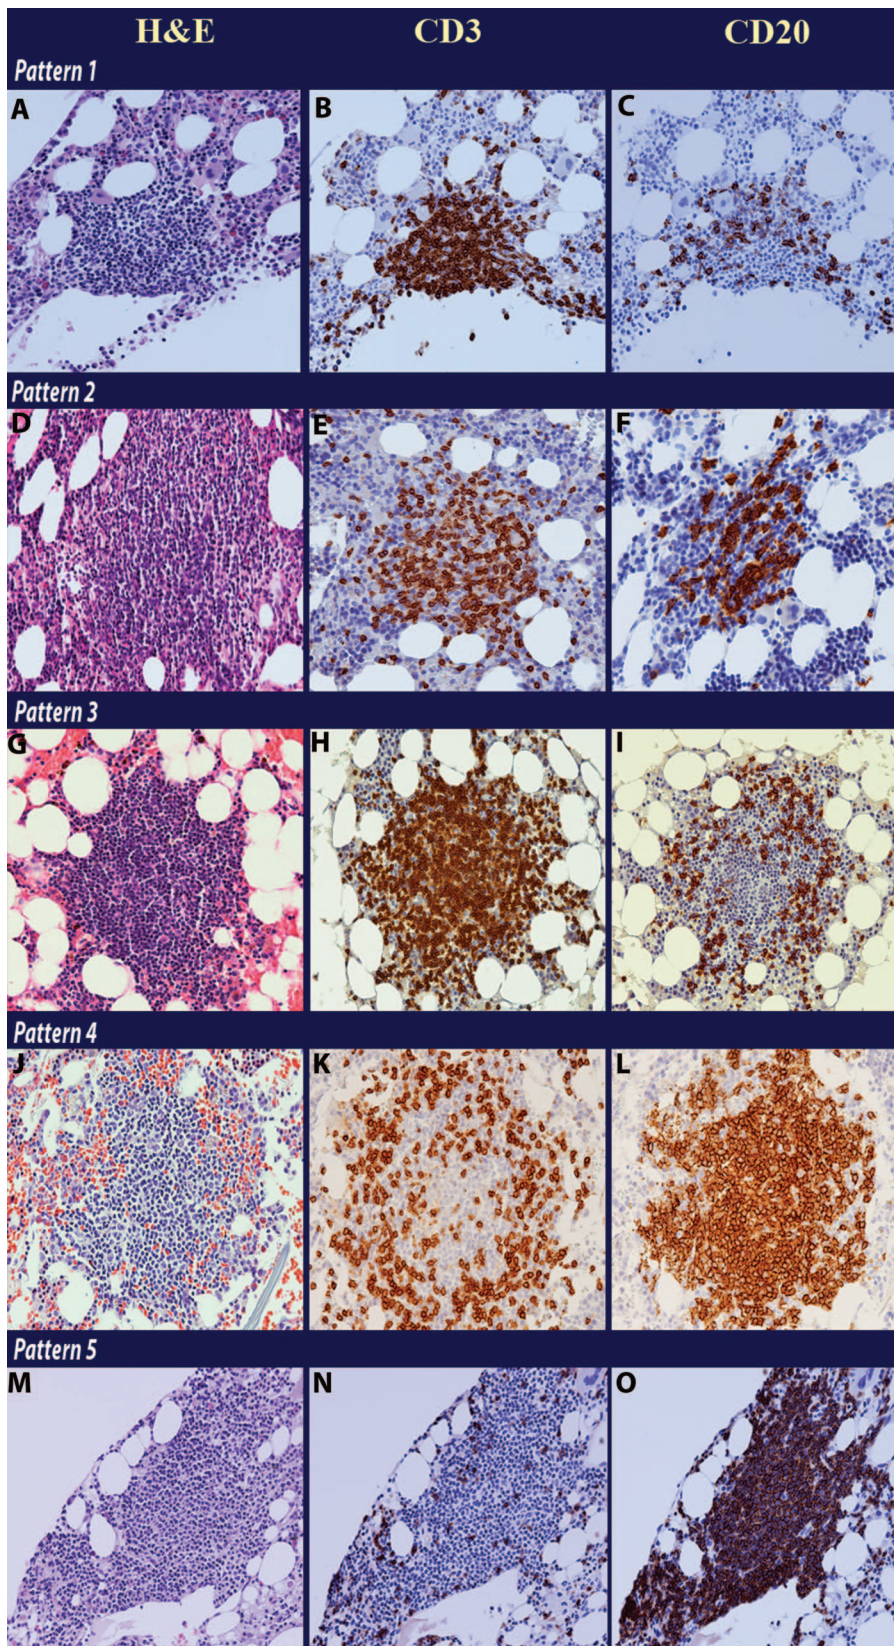 H&E CD3 CD20
Pattern 1
A B C
Pattern 2
D E F
Pattern 3
G H I
Pattern 4
J K L
Pattern 5
M N O